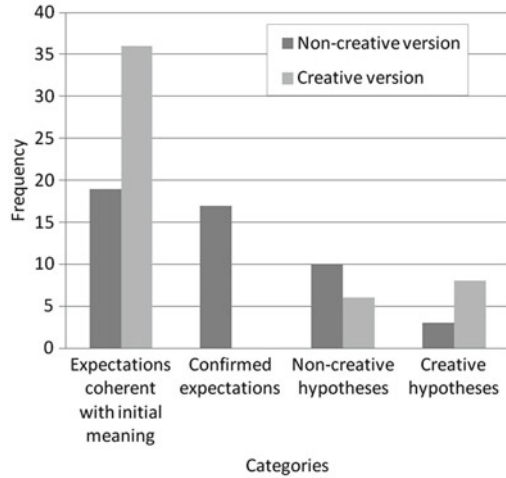 40
35
30
25
20
15
10
5
0
Frequency
Non-creative version
Creative version
Expectations
coherent
with initial
meaning
Confirmed
expectations
Non-creative
hypotheses
Creative
hypotheses
Categories